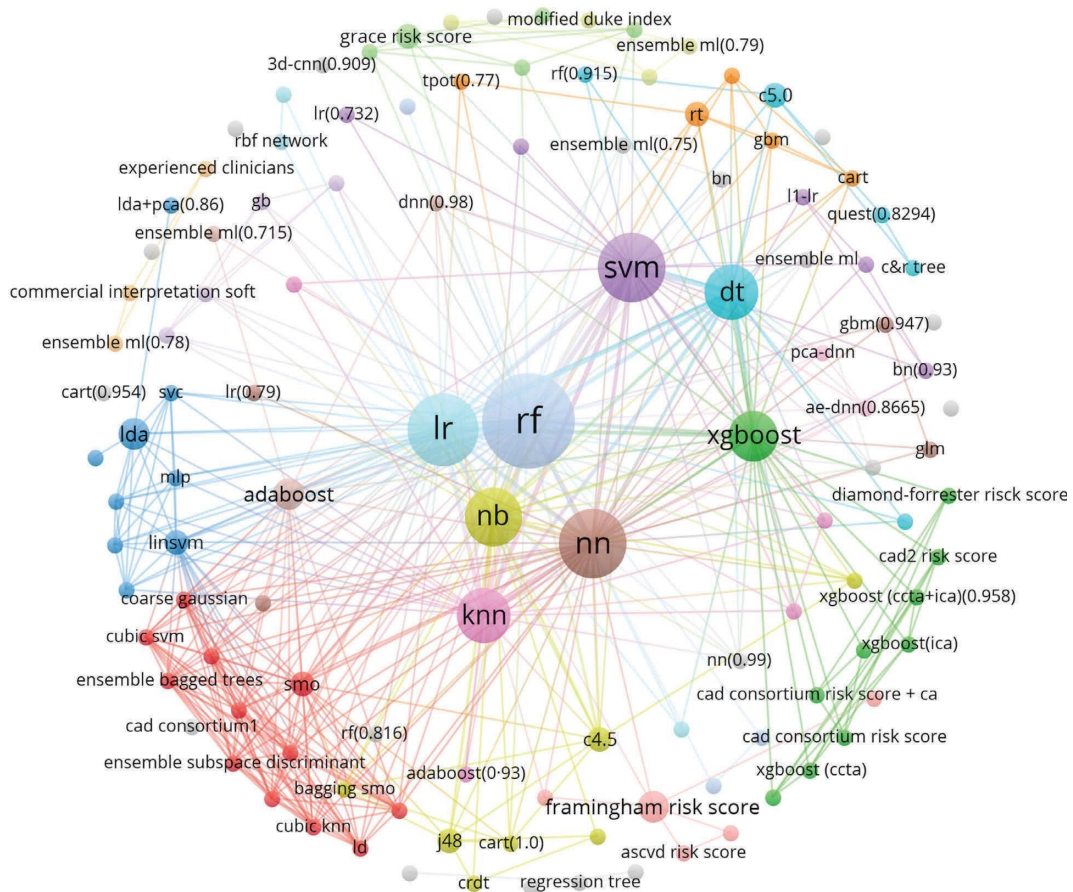 modified duke index
grace risk score
ensemble ml(0.79)
3d-cnn(0.909)
tpot(0.77)
rf(0.915)
c5.0
lr(0.732)
rt
rbf network
ensemble ml(0.75)
gbm
experienced clinicians
bn
cart
lda+pca(0.86)
gb
dnn(0.98)
l1-lr
quest(0.8294)
ensemble ml(0.715)
svm
ensemble ml
c&r tree
commercial interpretation soft
dt
gbm(0.947)
ensemble ml(0.78)
pca-dnn
bn(0.93)
cart(0.954)
svc
lr(0.79)
ae-dnn(0.8665)
lda
lr
rf
xgboost
glm
mlp
adaboost
diamond-forrester risck score
nb
linsvm
nn
cad2 risk score
coarse gaussian
knn
xgboost (ccta+ica)(0.958)
cubic svm
xgboost(ica)
nn(0.99)
ensemble bagged trees
smo
cad consortium risk score + ca
cad consortium1
rf(0.816)
c4.5
cad consortium risk score
ensemble subspace discriminant
adaboost(0·93)
xgboost (ccta)
bagging smo
framingham risk score
cubic knn
j48
cart(1.0)
ld
ascvd risk score
crdt
regression tree